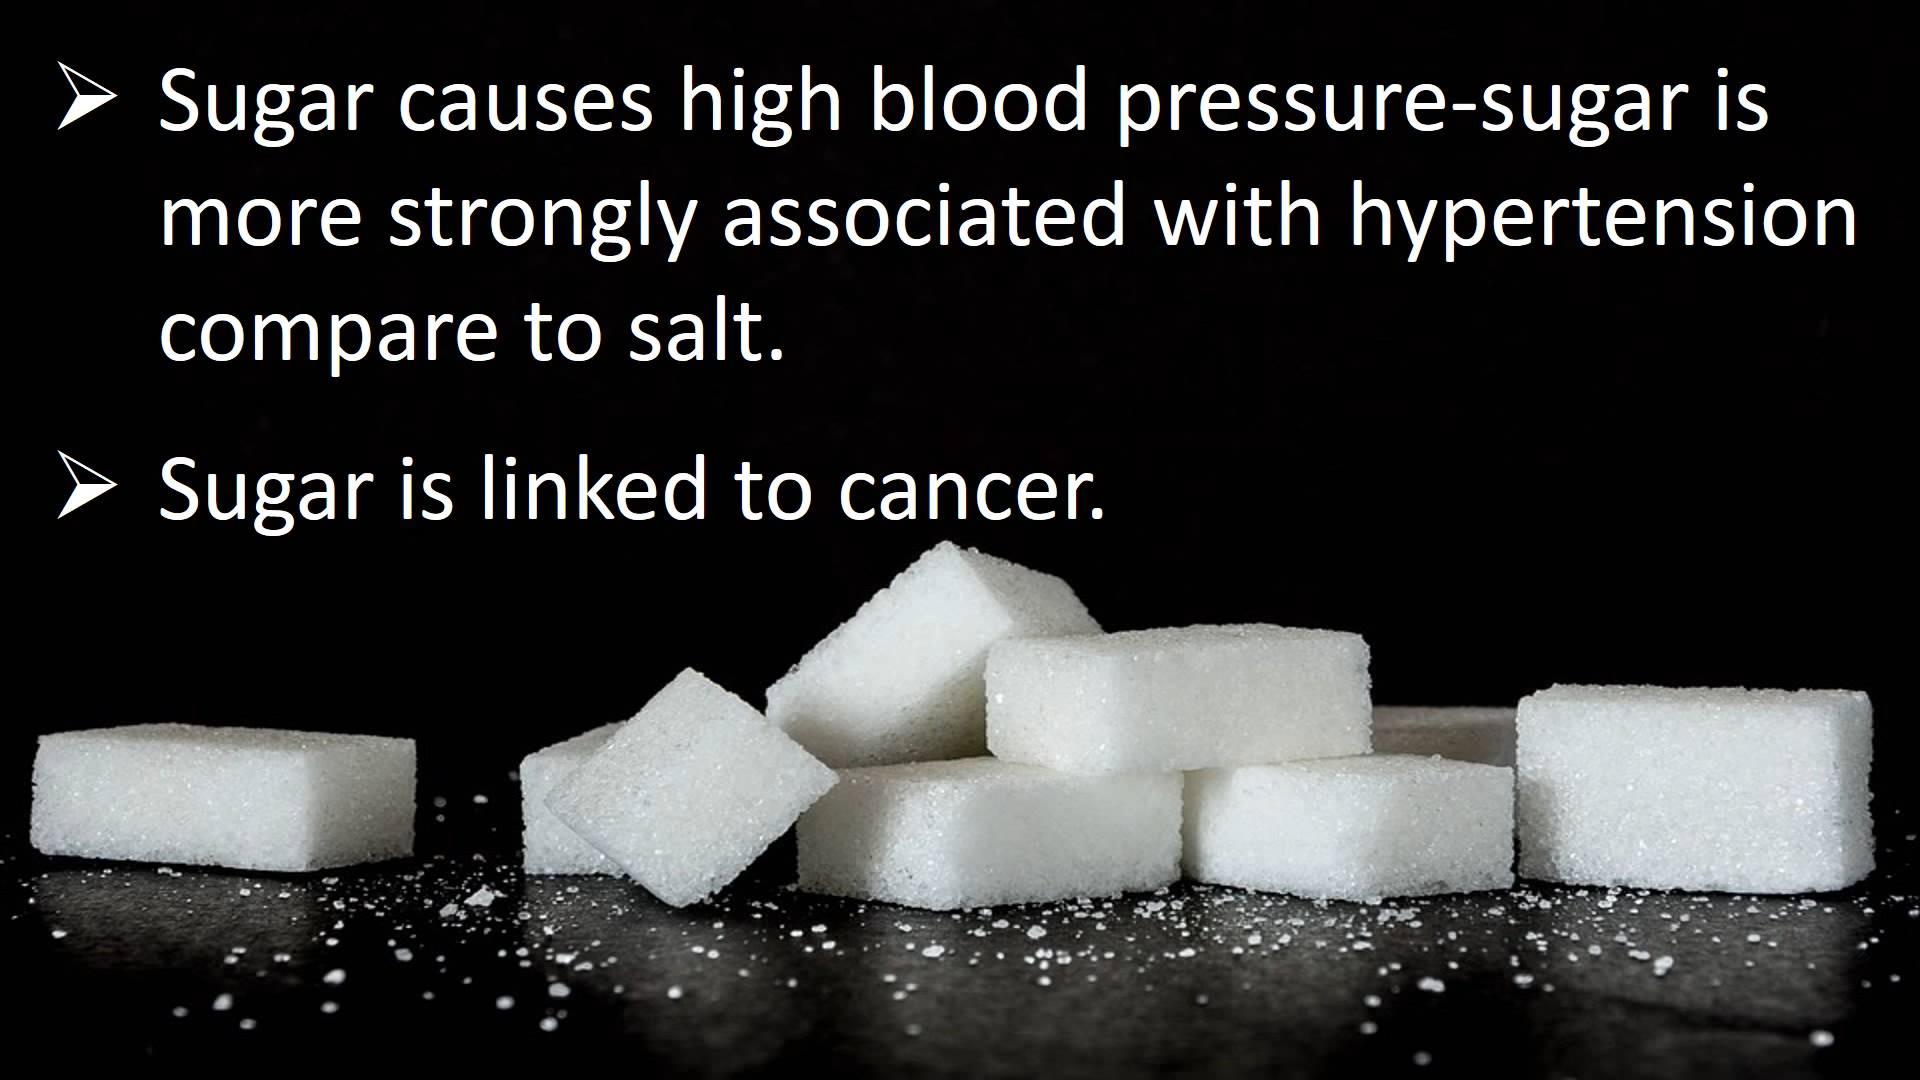 ➢ Sugar causes high blood pressure-sugar is
more strongly associated with hypertension
compare to salt.
➢ Sugar is linked to cancer.